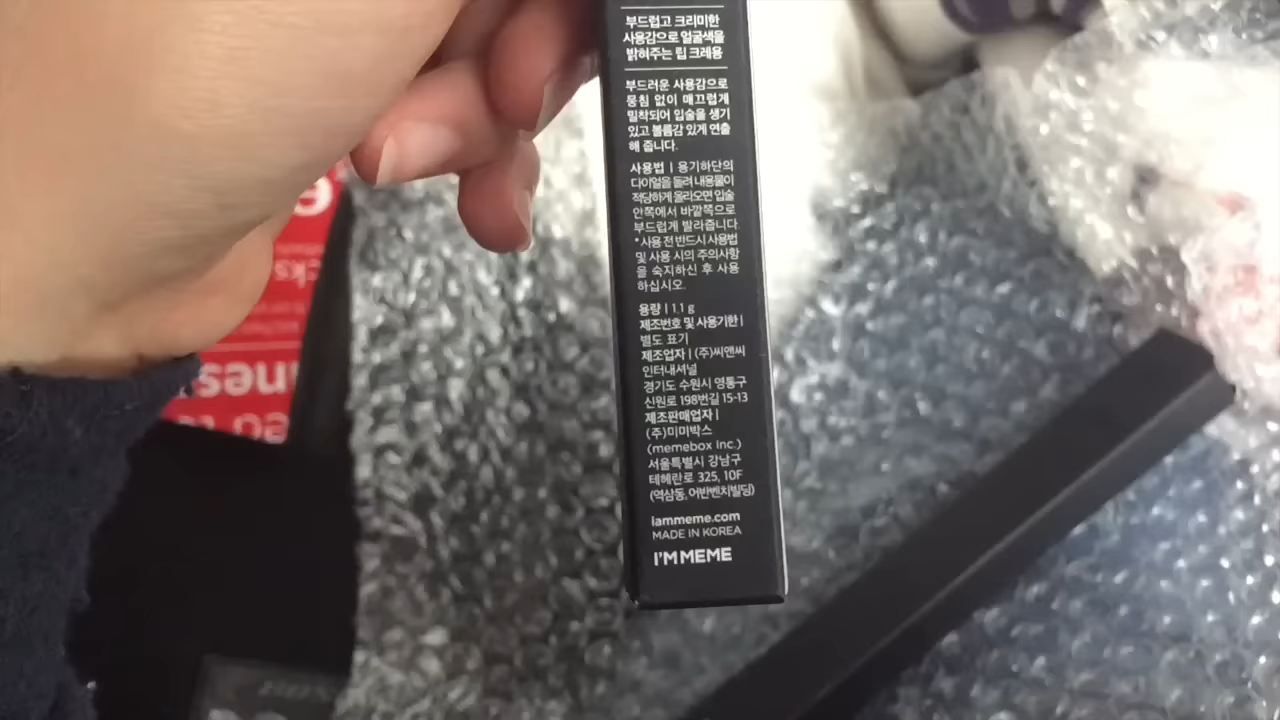 부드럽고 크리미한
사용감으로 얼굴색을
밝혀주는 립 크레용
부드러운 사용감으로
뭉침 없이 매끄럽게
밀착되어 입술을 생기
있고 볼륨감 있게 연출
해 줍니다.
사용법 | 용기하단의
다이얼을 돌려 내용물이
적당하게 올라오면 입술
안쪽에서 바깥쪽으로
부드럽게 발라줍니다.
*사용 전 반드시 사용법
및 사용 시의 주의사항
을 숙지하신 후 사용
하십시오.
용량 | 1.1 g
제조번호 및 사용기한 |
별도 표기
제조업자 | (주)씨앤씨
인터내셔널
경기도 수원시 영통구
신원로 198번길 15-13
제조판매업자 |
(주)미미박스
(memebox inc.)
서울특별시 강남구
테헤란로 325, 10F
(역삼동, 어반벤치빌딩)
iammeme.com
MADE IN KOREA
I'M MEME